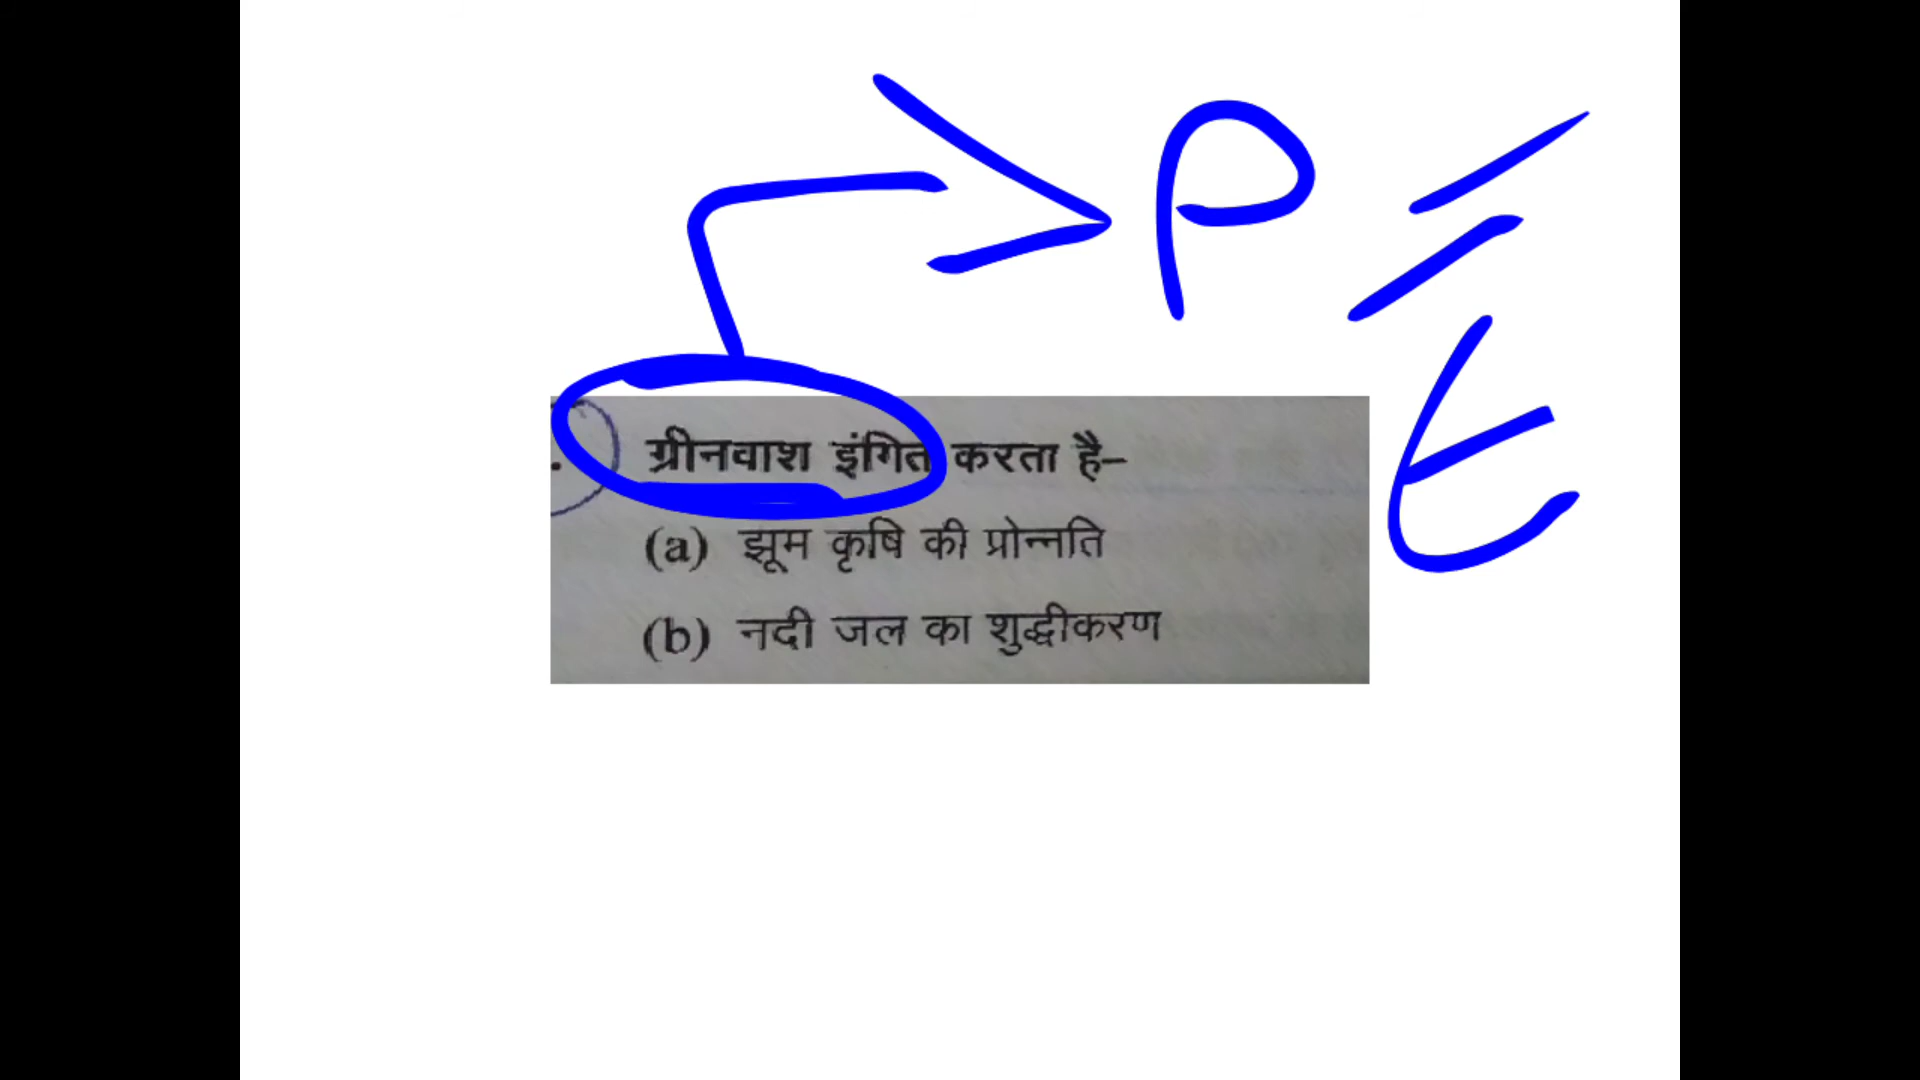 P
E
ग्रीनवाश इंगित करता है–
(a) झूम कृषि की प्रोन्नति
(b) नदी जल का शुद्धीकरण